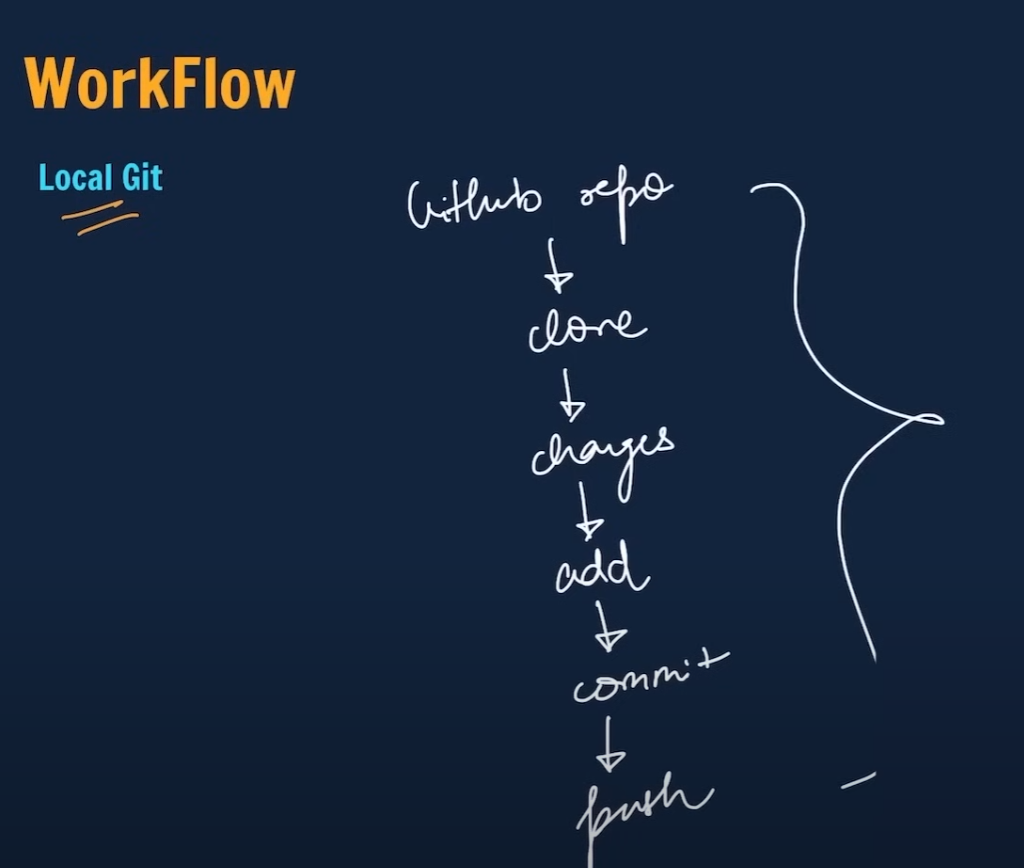 WorkFlow
Local Git
Github repo
clone
changes
add
commit
push